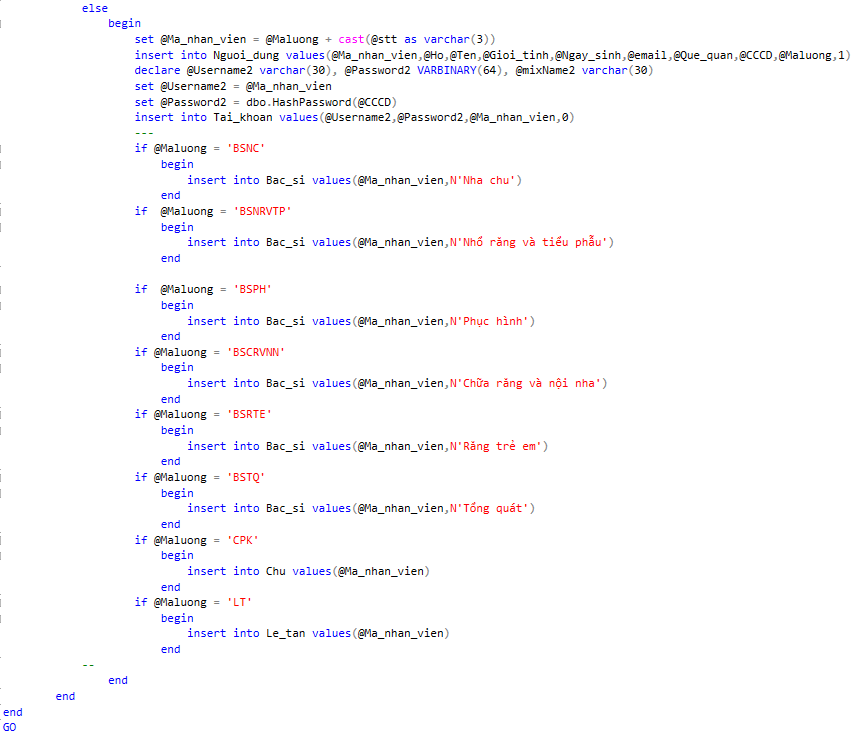 else
begin
set @Ma_nhan_vien = @Maluong + cast(@stt as varchar(3))
insert into Nguoi_dung values(@Ma_nhan_vien,@Ho,@Ten,@Gioi_tinh,@Ngay_sinh,@email,@Que_quan,@CCCD,@Maluong,1)
declare @Username2 varchar(30), @Password2 VARBINARY(64), @mixName2 varchar(30)
set @Username2 = @Ma_nhan_vien
set @Password2 = dbo.HashPassword(@CCCD)
insert into Tai_khoan values(@Username2,@Password2,@Ma_nhan_vien,0)
---
if @Maluong = 'BSNC'
begin
insert into Bac_si values(@Ma_nhan_vien,N'Nha chu')
end
if  @Maluong = 'BSNRVTP'
begin
insert into Bac_si values(@Ma_nhan_vien,N'Nhổ răng và tiểu phẫu')
end
if  @Maluong = 'BSPH'
begin
insert into Bac_si values(@Ma_nhan_vien,N'Phục hình')
end
if @Maluong = 'BSCRVNN'
begin
insert into Bac_si values(@Ma_nhan_vien,N'Chữa răng và nội nha')
end
if @Maluong = 'BSRTE'
begin
insert into Bac_si values(@Ma_nhan_vien,N'Răng trẻ em')
end
if @Maluong = 'BSTQ'
begin
insert into Bac_si values(@Ma_nhan_vien,N'Tổng quát')
end
if @Maluong = 'CPK'
begin
insert into Chu values(@Ma_nhan_vien)
end
if @Maluong = 'LT'
begin
insert into Le_tan values(@Ma_nhan_vien)
end
--
end
end
end
GO